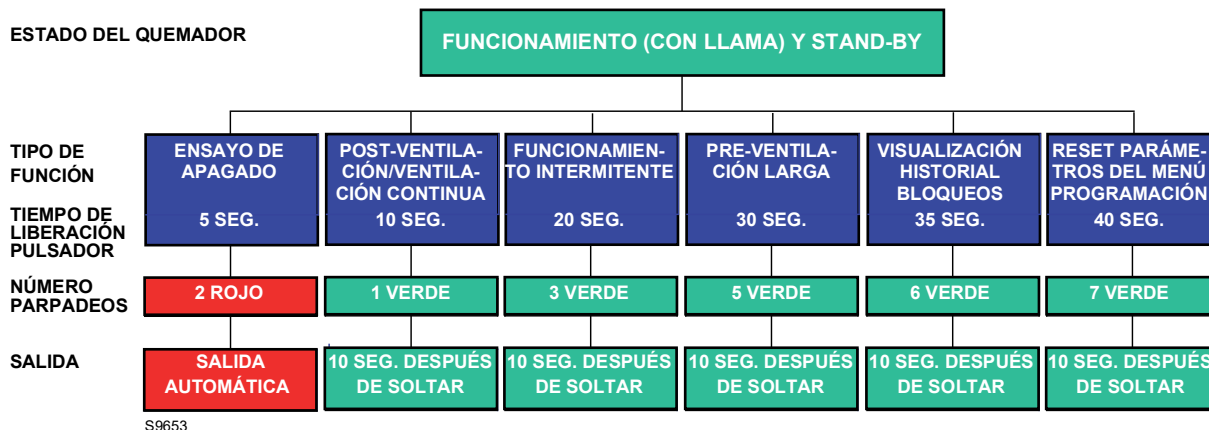 ESTADO DEL QUEMADOR
FUNCIONAMIENTO (CON LLAMA) Y STAND-BY
TIPO DE
FUNCIÓN
ENSAYO DE
APAGADO
POST-VENTILA-
CIÓN/VENTILA-
CIÓN CONTINUA
FUNCIONAMIEN-
TO INTERMITENTE
PRE-VENTILA-
CIÓN LARGA
VISUALIZACIÓN
HISTORIAL
BLOQUEOS
RESET PARÁME-
TROS DEL MENÚ
PROGRAMACIÓN
TIEMPO DE
LIBERACIÓN
PULSADOR
5 SEG.
10 SEG.
20 SEG.
30 SEG.
35 SEG.
40 SEG.
NÚMERO
PARPADEOS
2 ROJO
1 VERDE
3 VERDE
5 VERDE
6 VERDE
7 VERDE
SALIDA
SALIDA
AUTOMÁTICA
10 SEG. DESPUÉS
DE SOLTAR
10 SEG. DESPUÉS
DE SOLTAR
10 SEG. DESPUÉS
DE SOLTAR
10 SEG. DESPUÉS
DE SOLTAR
10 SEG. DESPUÉS
DE SOLTAR
S9653